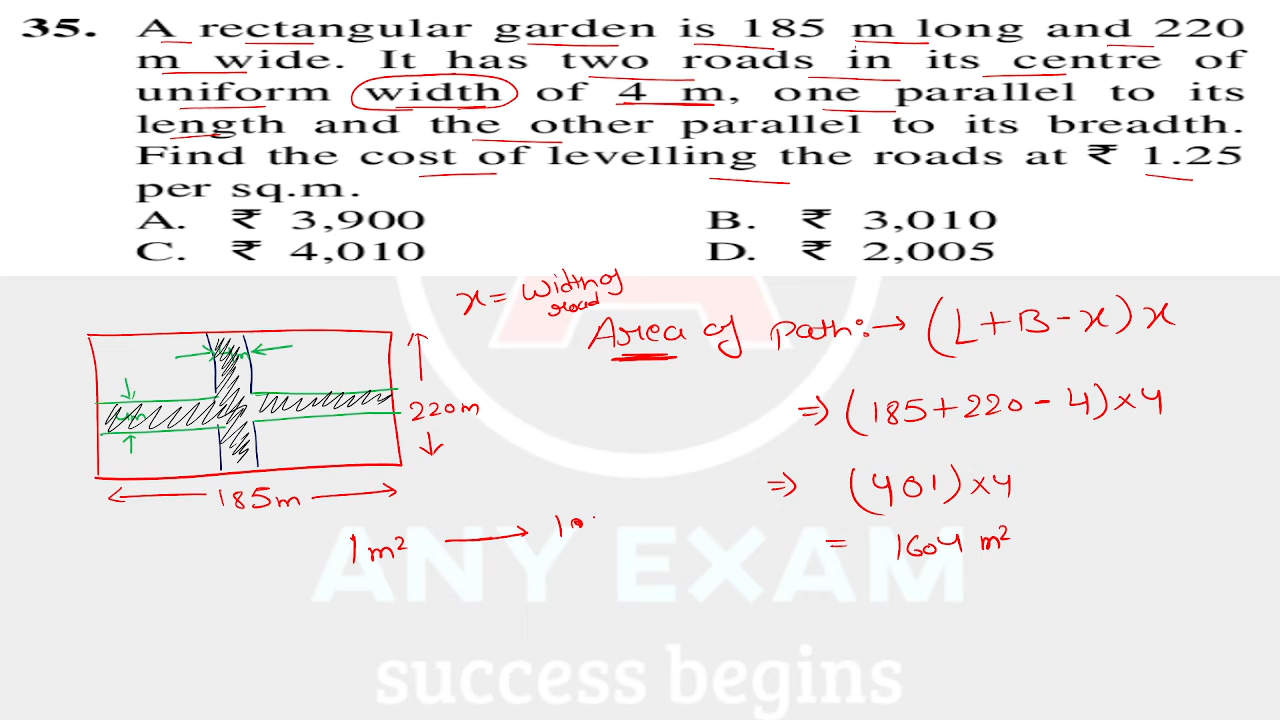 35. A rectangular garden is 185 m long and 220
m wide. It has two roads in its centre of
uniform width of 4 m, one parallel to its
length and the other parallel to its breadth.
Find the cost of levelling the roads at ₹ 1.25
per sq.m.
A. ₹ 3,900 B. ₹ 3,010
C. ₹ 4,010 D. ₹ 2,005
x = Width of
road
Area of path:→ (L+B-x)x
⇒ (185+220-4)×4
220m
⇒ (401)×4
185m
= 1604 m²
1m² → 1.
ANY EXAM
success begins